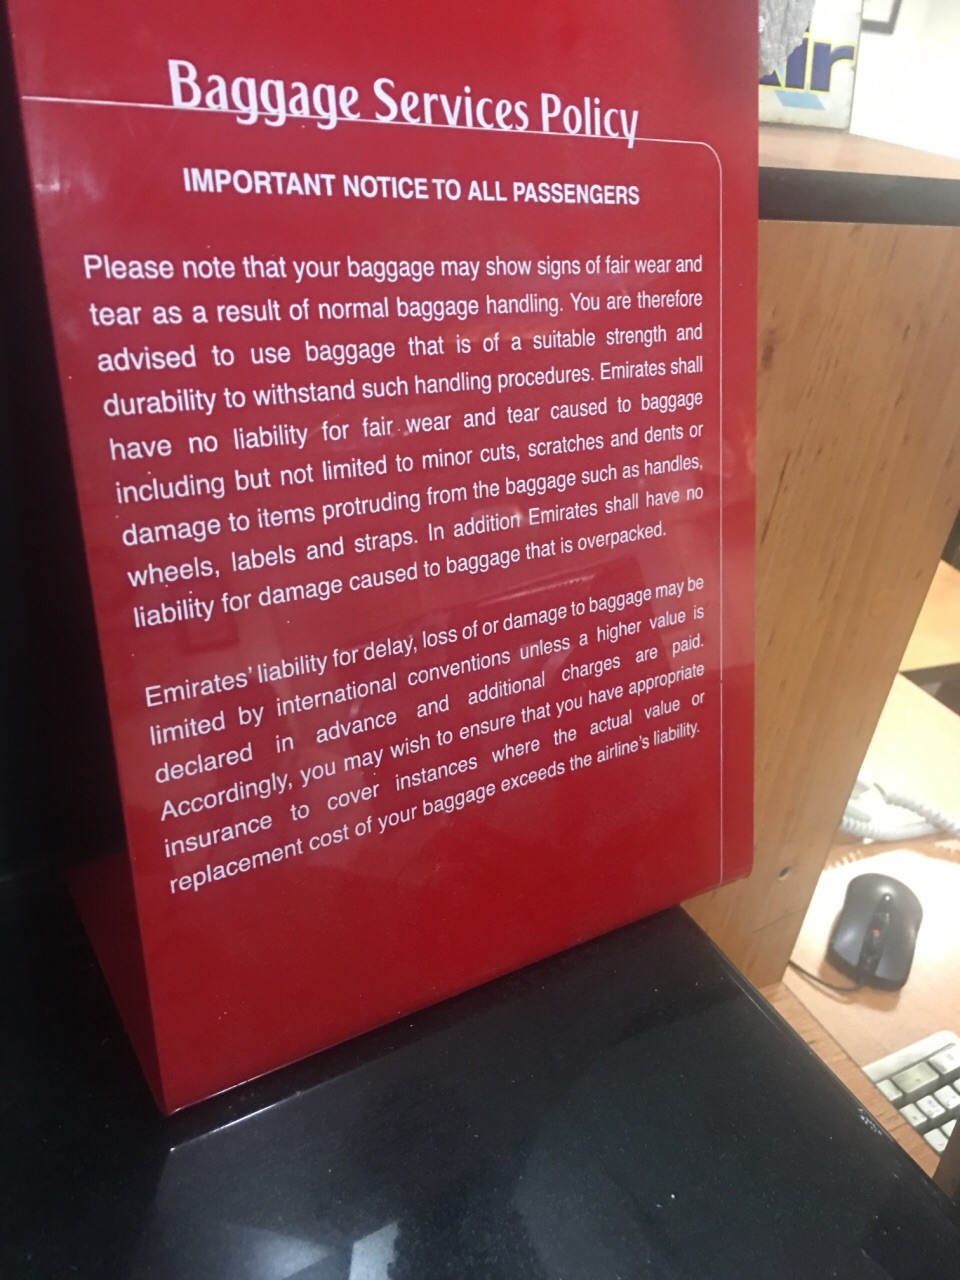 Baggage Services Policy
IMPORTANT NOTICE TO ALL PASSENGERS
Please note that your baggage may show signs of fair wear and
tear as a result of normal baggage handling. You are therefore
advised to use baggage that is of a suitable strength and
durability to withstand such handling procedures. Emirates shall
have no liability for fair wear and tear caused to baggage
including but not limited to minor cuts, scratches and dents or
damage to items protruding from the baggage such as handles,
wheels, labels and straps. In addition Emirates shall have no
liability for damage caused to baggage that is overpacked.
Emirates' liability for delay, loss of or damage to baggage may be
limited by international conventions unless a higher value is
declared in advance and additional charges are paid.
Accordingly, you may wish to ensure that you have appropriate
insurance to cover instances where the actual value or
replacement cost of your baggage exceeds the airline's liability.
Air